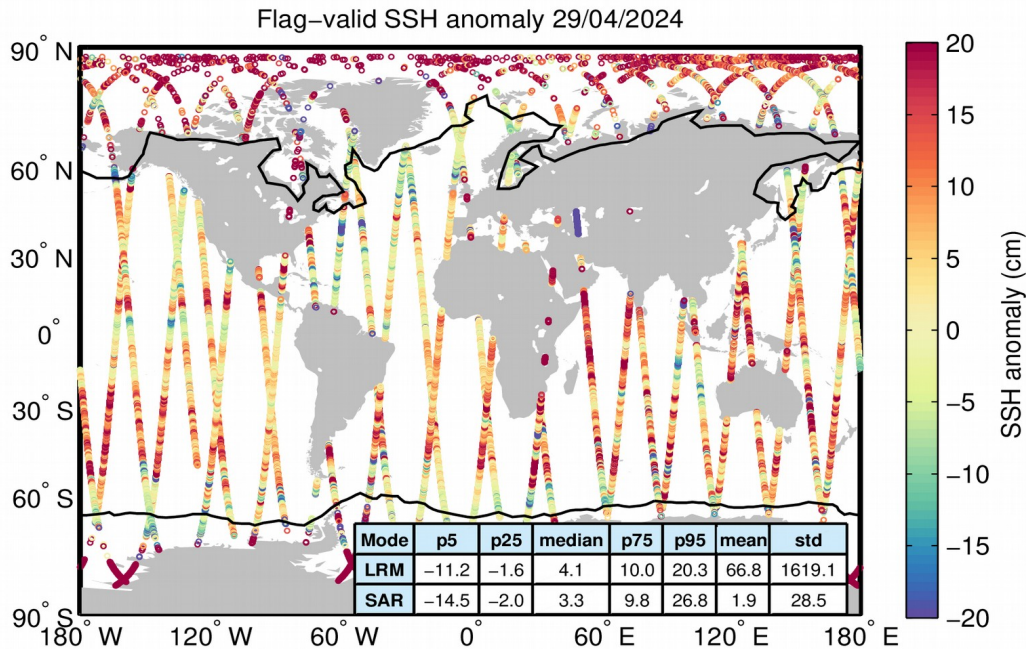 Flag−valid SSH anomaly 29/04/2024
90° N
60° N
30° N
0°
30° S
60° S
90° S
180° W
120° W
60° W
0°
60° E
120° E
180° E
Mode p5 p25 median p75 p95 mean std
LRM −11.2 −1.6 4.1 10.0 20.3 66.8 1619.1
SAR −14.5 −2.0 3.3 9.8 26.8 1.9 28.5
20
15
10
5
0
−5
−10
−15
−20
SSH anomaly (cm)